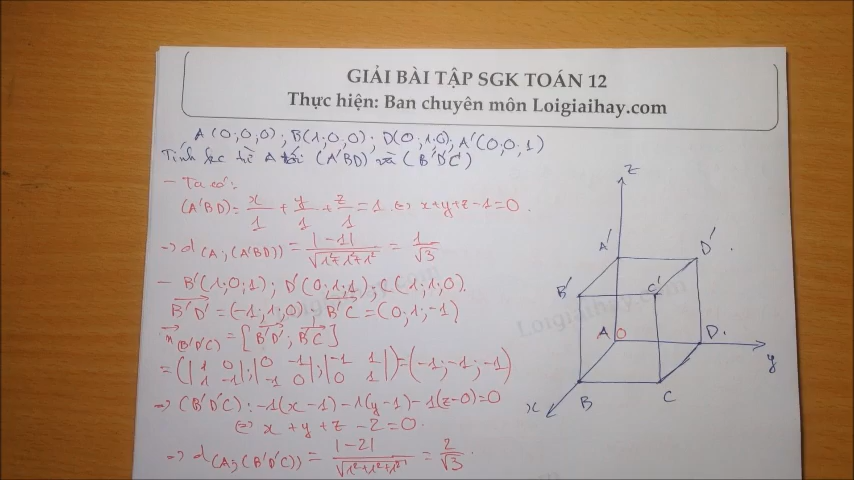 GIẢI BÀI TẬP SGK TOÁN 12
Thực hiện: Ban chuyên môn Loigiaihay.com
A(0;0;0); B(1;0;0); D(0;1;0); A'(0;0;1)
Tính k/c từ A tới (A'BD) và (B'D'C)
- Ta có:
(A'BD): x/1 + y/1 + z/1 = 1 ⇔ x+y+z-1=0.
=> d(A;(A'BD)) = |-1|/√(1²+1²+1²) = 1/√3
- B'(1;0;1); D'(0;1;1); C(1;1;0).
B'D' = (-1;1;0); B'C = (0;1;-1)
n(B'D'C) = [B'D'; B'C]
= (|1 0; 1 -1|; |0 -1; -1 0|; |-1 1; 0 1|) = (-1;-1;-1)
=> (B'D'C): -1(x-1)-1(y-1)-1(z-0)=0
⇔ x+y+z-2=0.
=> d(A;(B'D'C)) = |-2|/√(1²+1²+1²) = 2/√3.
z
A'
D'
B'
C'
A O
D
y
B
C
x
Loigiaihay.com